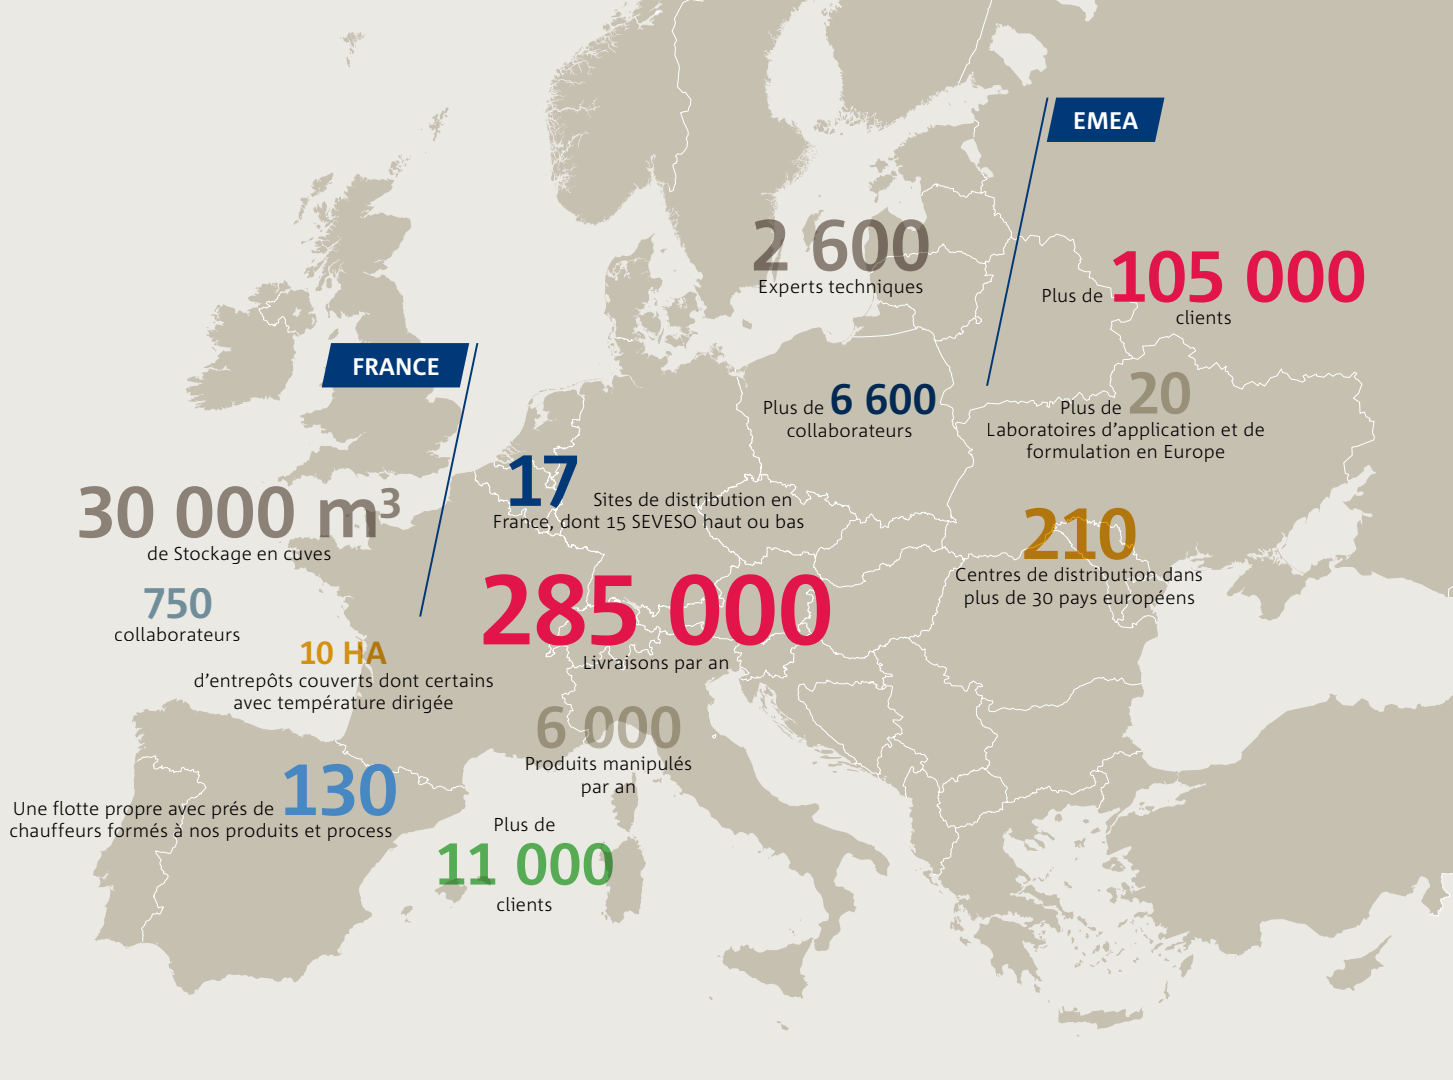 EMEA
2 600
Experts techniques
Plus de 105 000
clients
Plus de 6 600
collaborateurs
Plus de 20
Laboratoires d’application et de
formulation en Europe
210
Centres de distribution dans
plus de 30 pays européens
FRANCE
17 Sites de distribution en
France, dont 15 SEVESO haut ou bas
30 000 m³
de Stockage en cuves
285 000
Livraisons par an
750
collaborateurs
10 HA
d’entrepôts couverts dont certains
avec température dirigée
6 000
Produits manipulés
par an
Une flotte propre avec prés de 130
chauffeurs formés à nos produits et process
Plus de
11 000
clients